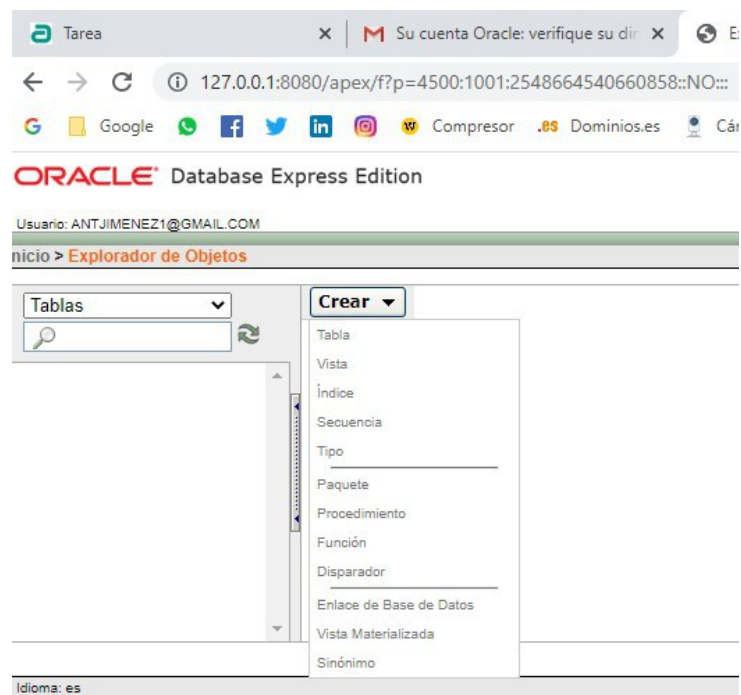 Tarea
Su cuenta Oracle: verifique su dir
E
127.0.0.1:8080/apex/f?p=4500:1001:2548664540660858::NO:::
Google
Compresor
.es Dominios.es
Cár
ORACLE Database Express Edition
Usuario: ANTJIMENEZ1@GMAIL.COM
nicio > Explorador de Objetos
Tablas
Crear
Tabla
Vista
Índice
Secuencia
Tipo
Paquete
Procedimiento
Función
Disparador
Enlace de Base de Datos
Vista Materializada
Sinónimo
Idioma: es